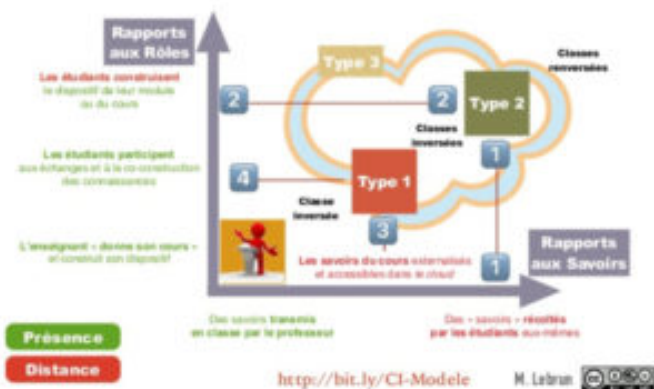 Rapports
aux Rôles
Les étudiants construisent
le dispositif de leur module
ou du cours
Les étudiants participent
aux échanges et à la co-construction
des connaissances
L'enseignant « donne son cours »
et construit son dispositif
Type 3
Classes
renversées
2
2
Type 2
Classes
inversées
1
4
Type 1
Classe
inversée
3
Les savoirs du cours externalisés
et accessibles dans le cloud
1
Rapports
aux Savoirs
Des savoirs transmis
en classe par le professeur
Des « savoirs » récoltés
par les étudiants eux-mêmes
Présence
Distance
http://bit.ly/CI-Modele
M. Lebrun
cc